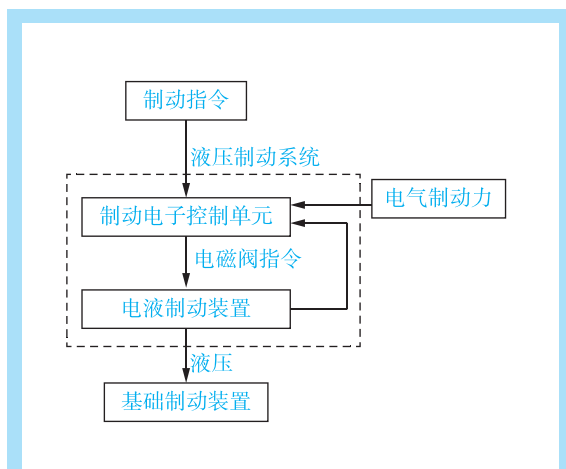 制动指令
液压制动系统
电气制动力
制动电子控制单元
电磁阀指令
电液制动装置
液压
基础制动装置